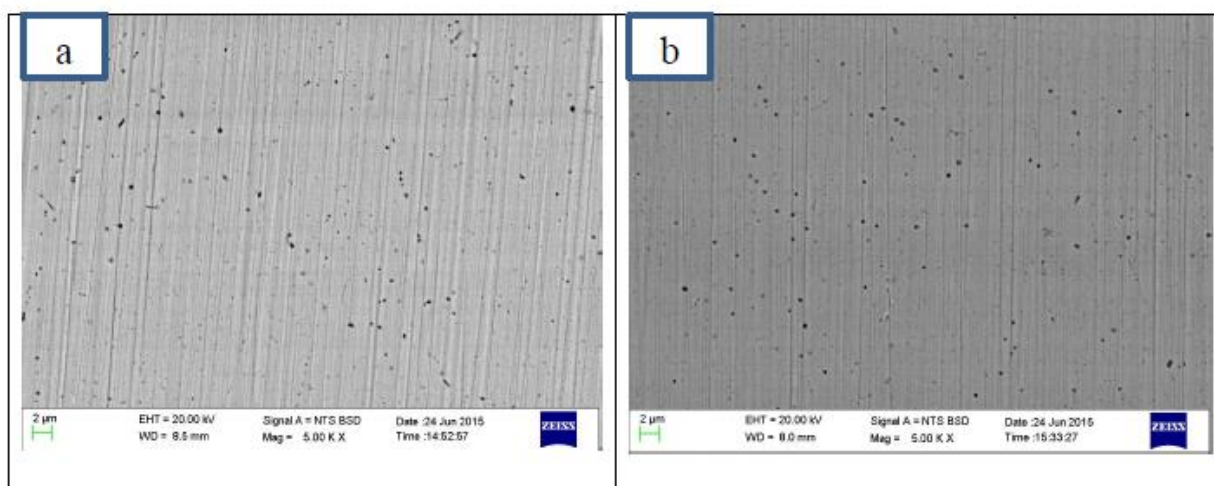 a
b
2 µm
EHT = 20.00 kV
Signal A = NTS BSD
Date :24 Jun 2015
ZEISS
WD = 8.5 mm
Mag = 5.00 K X
Time :14:52:57
2 µm
EHT = 20.00 kV
Signal A = NTS BSD
Date :24 Jun 2015
ZEISS
WD = 8.0 mm
Mag = 5.00 K X
Time :15:33:27